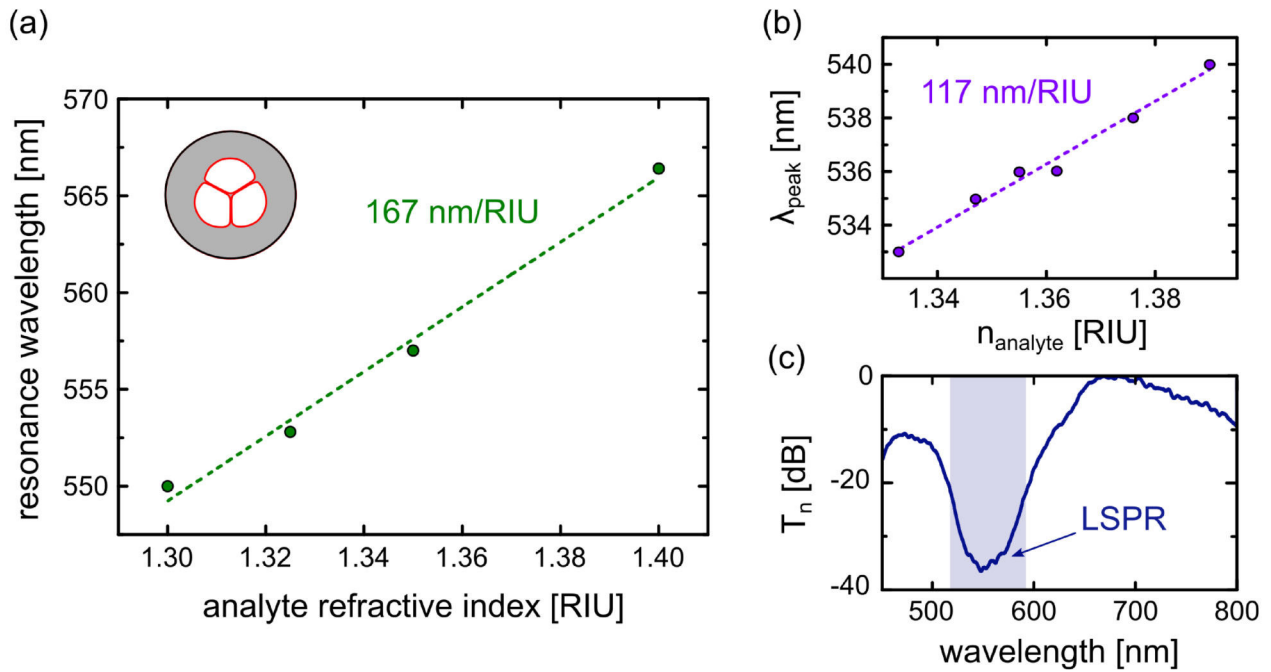 (a)
resonance wavelength [nm]
570
565
560
555
550
167 nm/RIU
1.30
1.32
1.34
1.36
1.38
1.40
analyte refractive index [RIU]
(b)
λpeak [nm]
540
538
536
534
117 nm/RIU
1.34
1.36
1.38
nanalyte [RIU]
(c)
Tn [dB]
0
-20
-40
LSPR
500
600
700
800
wavelength [nm]